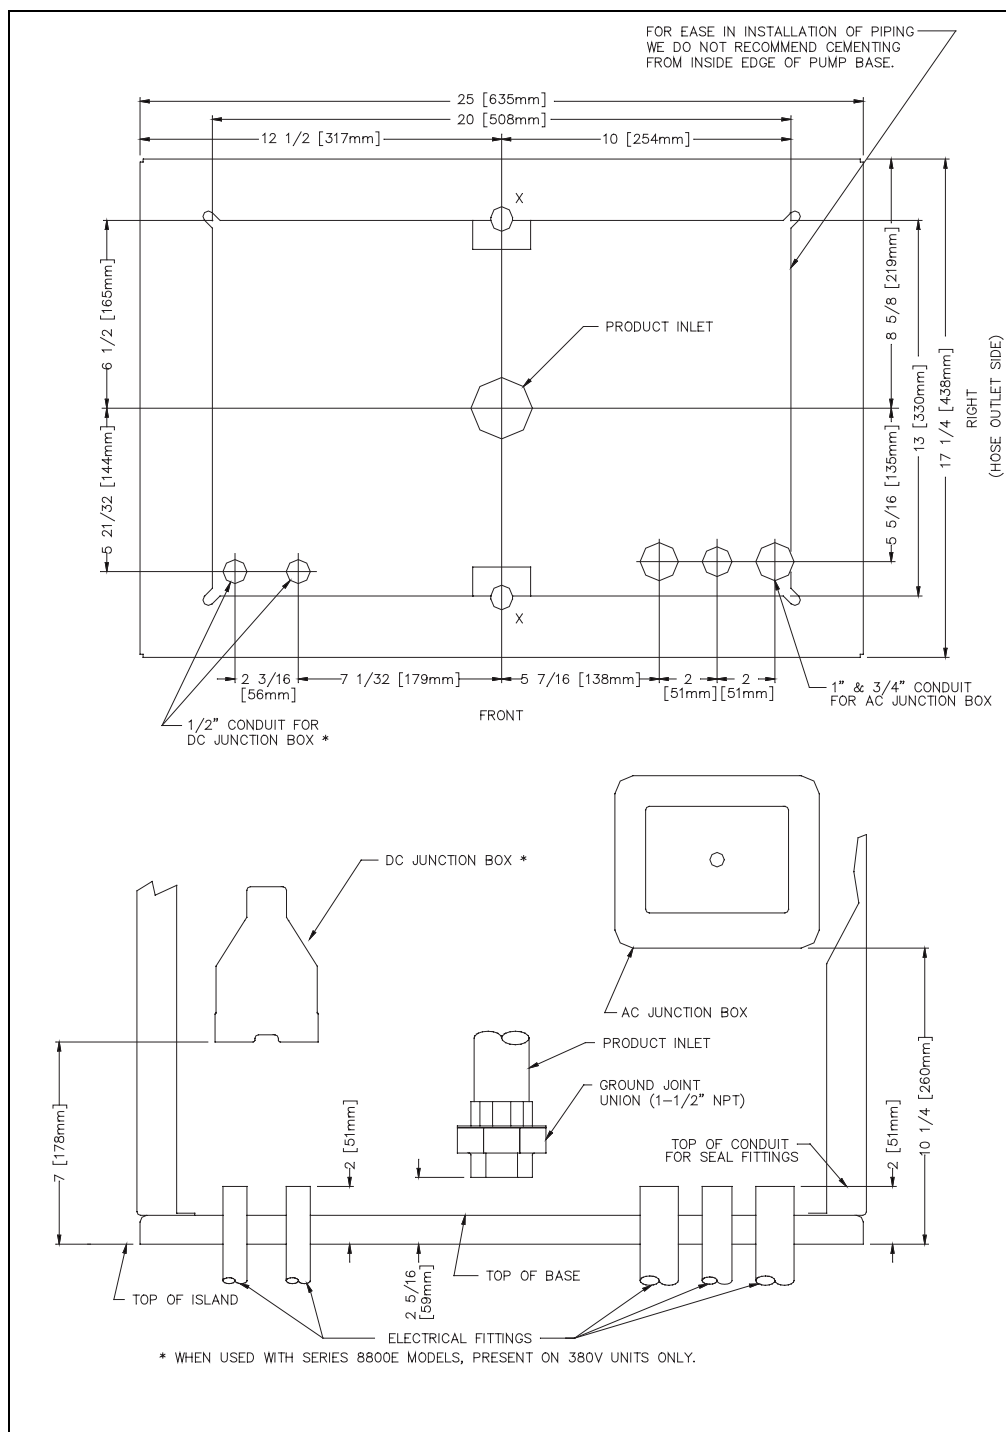 FOR EASE IN INSTALLATION OF PIPING
WE DO NOT RECOMMEND CEMENTING
FROM INSIDE EDGE OF PUMP BASE.
25 [635mm]
20 [508mm]
12 1/2 [317mm]
10 [254mm]
X
6 1/2 [165mm]
8 5/8 [219mm]
PRODUCT INLET
13 [330mm]
17 1/4 [438mm]
RIGHT
(HOSE OUTLET SIDE)
5 21/32 [144mm]
5 5/16 [135mm]
X
2 3/16
[56mm]
7 1/32 [179mm]
5 7/16 [138mm]
2
[51mm]
2
[51mm]
1" & 3/4" CONDUIT
FOR AC JUNCTION BOX
FRONT
1/2" CONDUIT FOR
DC JUNCTION BOX *
DC JUNCTION BOX *
AC JUNCTION BOX
PRODUCT INLET
GROUND JOINT
UNION (1-1/2" NPT)
7 [178mm]
2 [51mm]
TOP OF CONDUIT
FOR SEAL FITTINGS
2 [51mm]
10 1/4 [260mm]
2 5/16
[59mm]
TOP OF BASE
TOP OF ISLAND
ELECTRICAL FITTINGS
* WHEN USED WITH SERIES 8800E MODELS, PRESENT ON 380V UNITS ONLY.